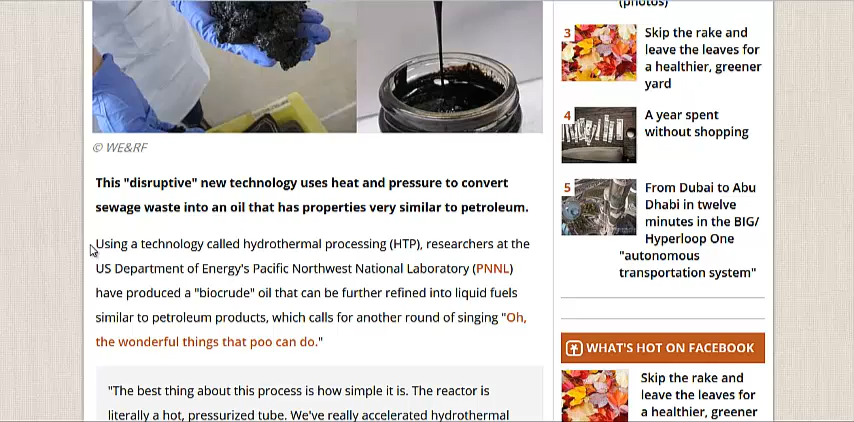 © WE&RF
This "disruptive" new technology uses heat and pressure to convert
sewage waste into an oil that has properties very similar to petroleum.
Using a technology called hydrothermal processing (HTP), researchers at the
US Department of Energy's Pacific Northwest National Laboratory (PNNL)
have produced a "biocrude" oil that can be further refined into liquid fuels
similar to petroleum products, which calls for another round of singing "Oh,
the wonderful things that poo can do."
"The best thing about this process is how simple it is. The reactor is
literally a hot, pressurized tube. We've really accelerated hydrothermal
(photos)
3
Skip the rake and
leave the leaves for
a healthier, greener
yard
4
A year spent
without shopping
5
From Dubai to Abu
Dhabi in twelve
minutes in the BIG/
Hyperloop One
"autonomous
transportation system"
WHAT'S HOT ON FACEBOOK
Skip the rake and
leave the leaves for
a healthier, greener